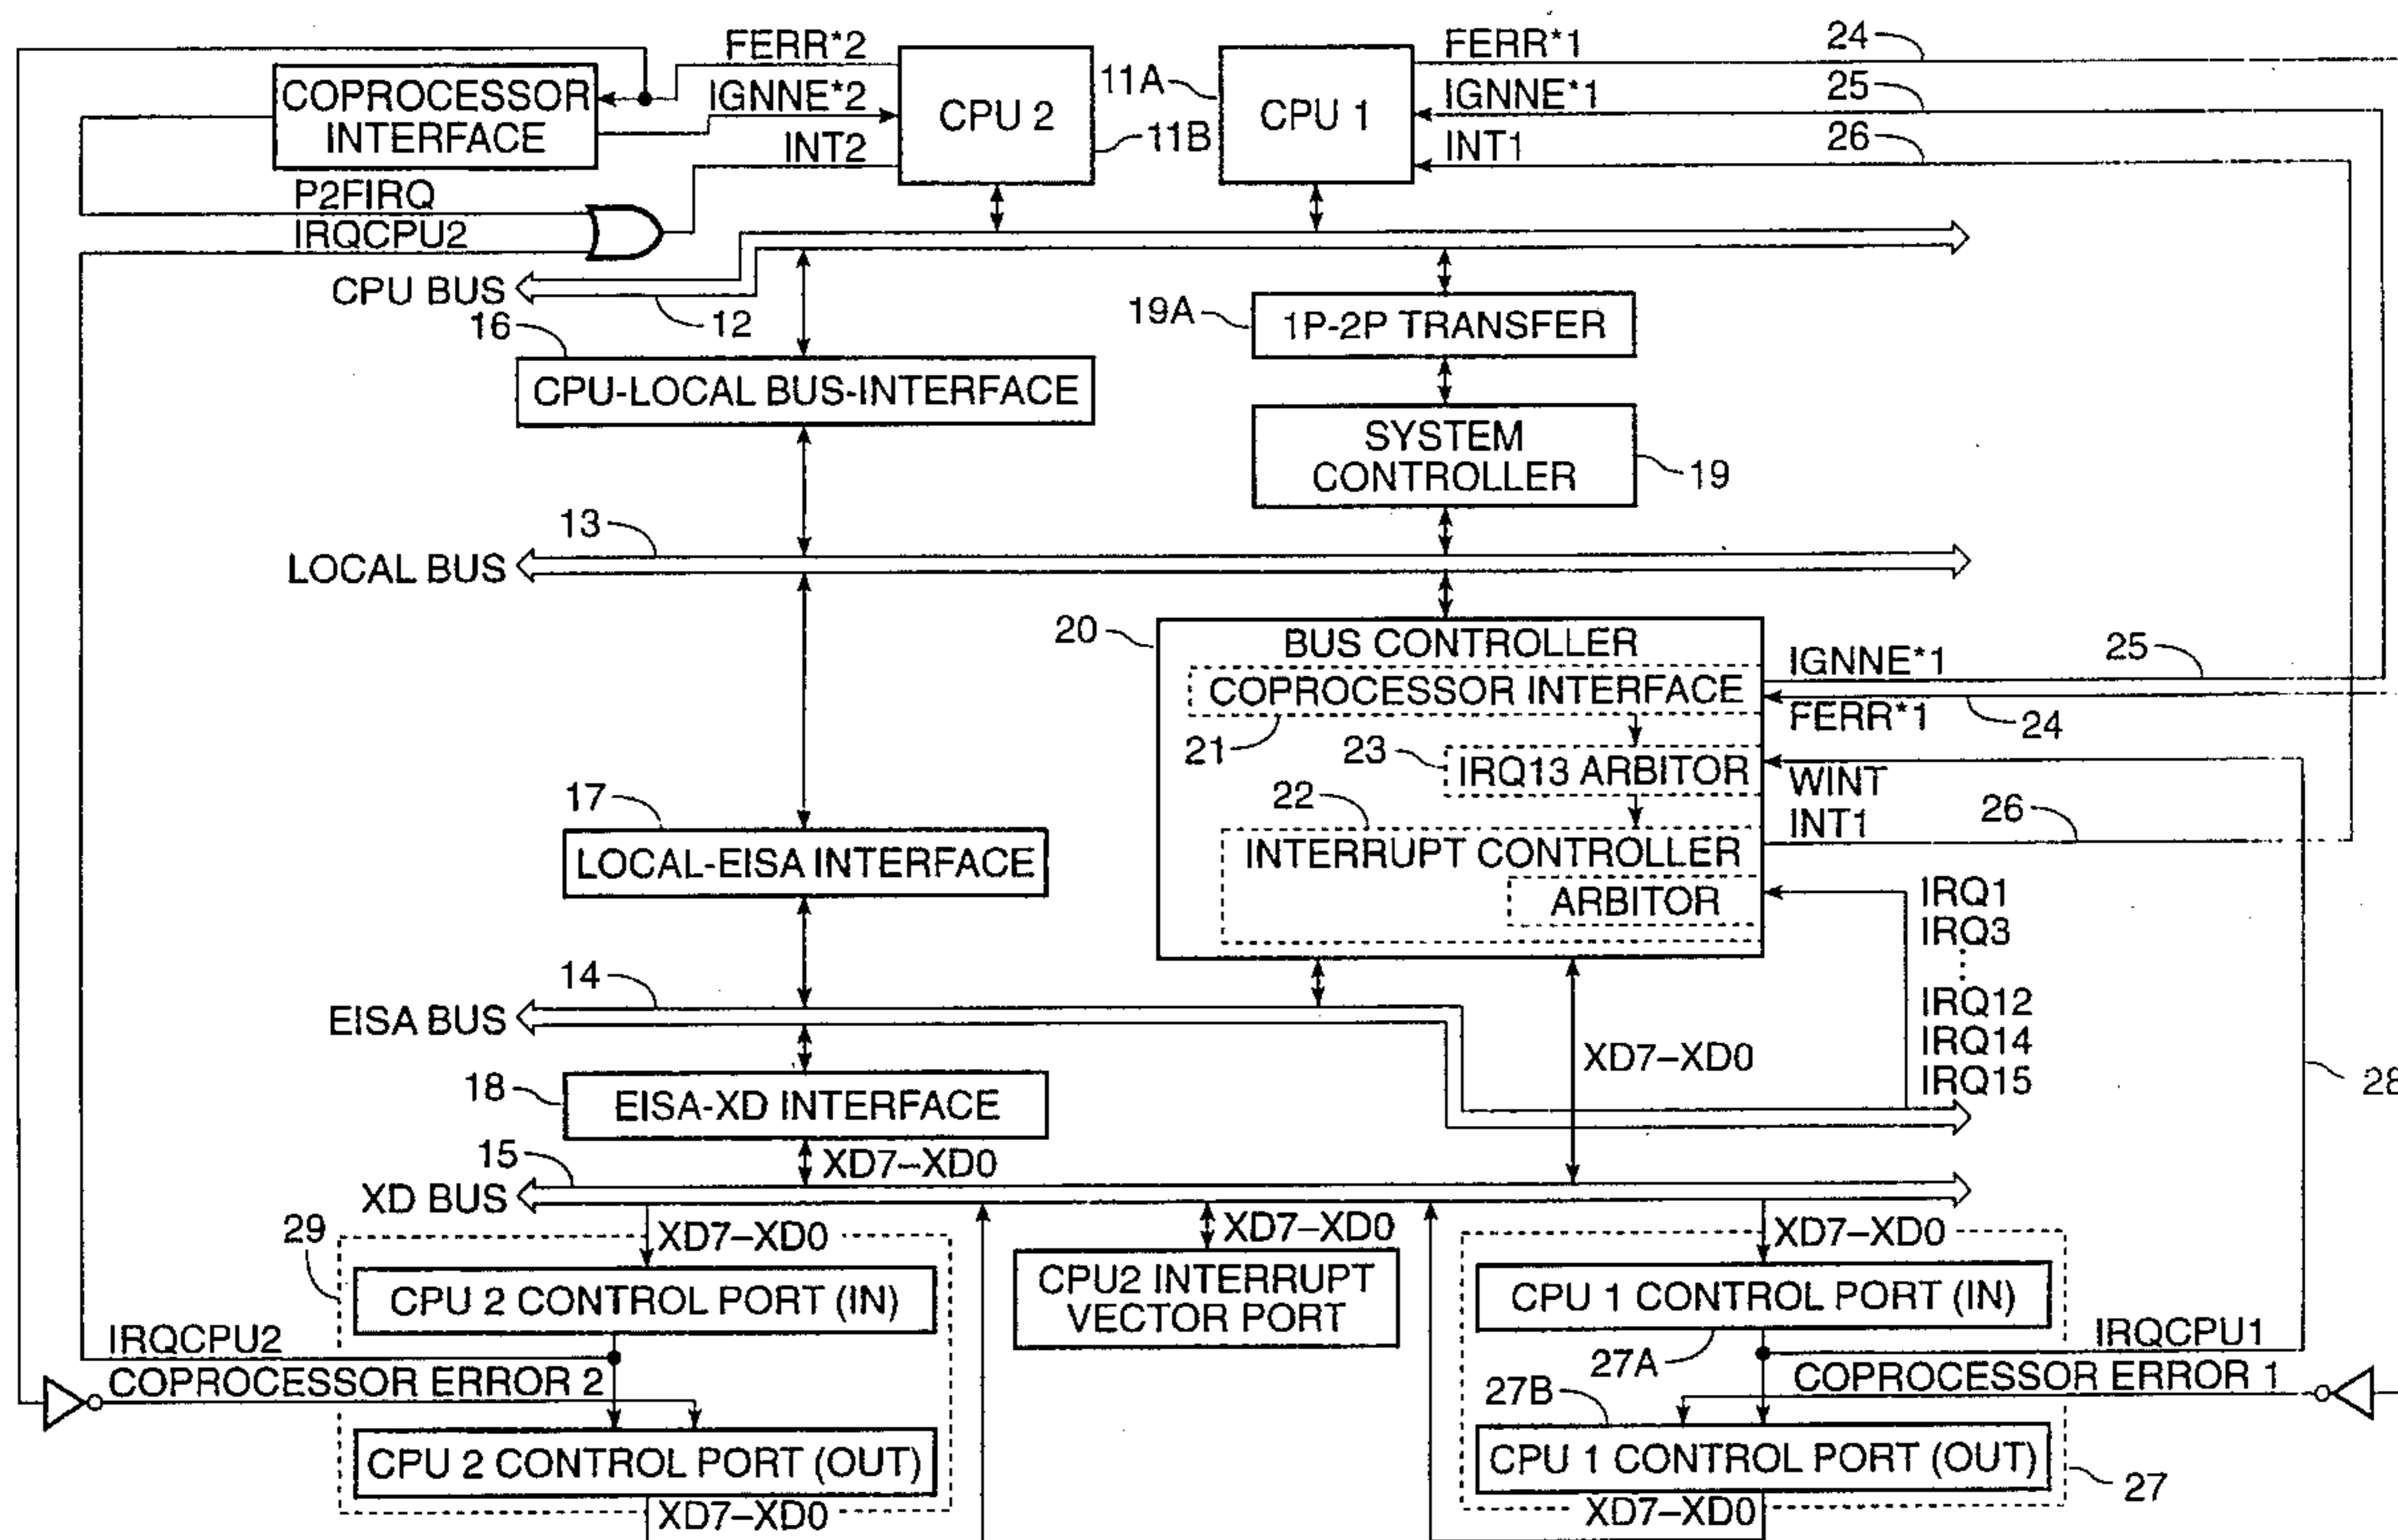 FERR*2
FERR*1
24
COPROCESSOR
INTERFACE
IGNNE*2
CPU 2
11A
CPU 1
IGNNE*1
25
INT2
11B
INT1
26
P2FIRQ
IRQCPU2
CPU BUS
12
16
19A
1P-2P TRANSFER
CPU-LOCAL BUS-INTERFACE
SYSTEM
CONTROLLER
19
13
LOCAL BUS
20
BUS CONTROLLER
IGNNE*1
25
COPROCESSOR INTERFACE
FERR*1
24
21
23
IRQ13 ARBITOR
WINT
17
22
INT1
26
LOCAL-EISA INTERFACE
INTERRUPT CONTROLLER
ARBITOR
IRQ1
IRQ3
IRQ12
IRQ14
IRQ15
14
EISA BUS
XD7–XD0
28
18
EISA-XD INTERFACE
15
XD7–XD0
XD BUS
29
XD7–XD0
XD7–XD0
XD7–XD0
CPU 2 CONTROL PORT (IN)
CPU2 INTERRUPT
VECTOR PORT
CPU 1 CONTROL PORT (IN)
IRQCPU2
27A
IRQCPU1
COPROCESSOR ERROR 2
27B
COPROCESSOR ERROR 1
CPU 2 CONTROL PORT (OUT)
CPU 1 CONTROL PORT (OUT)
27
XD7–XD0
XD7–XD0